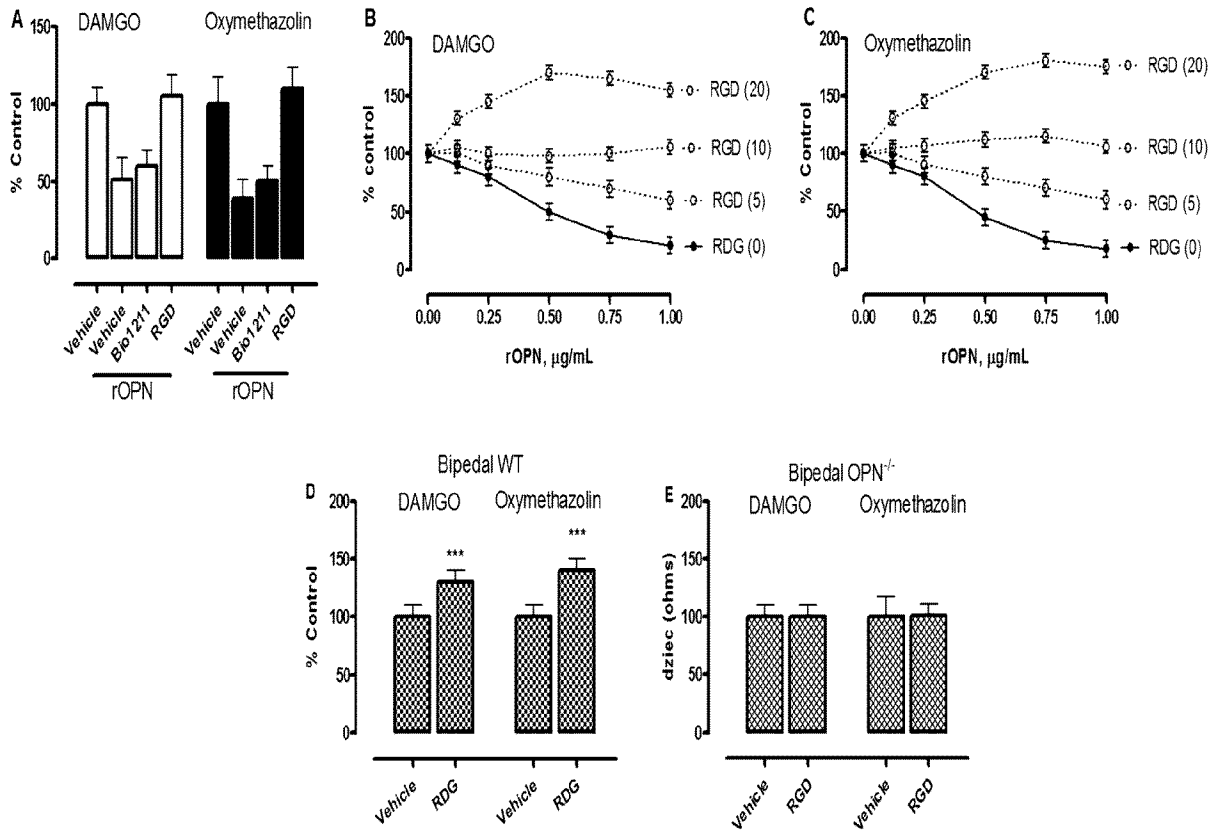 A
DAMGO
Oxymethazolin
150
100
50
0
% Control
Vehicle
Vehicle
Bio1211
RGD
Vehicle
Vehicle
Bio1211
RGD
rOPN
rOPN
B
DAMGO
200
150
100
50
0
% control
RGD (20)
RGD (10)
RGD (5)
RDG (0)
0.00
0.25
0.50
0.75
1.00
rOPN, µg/mL
C
Oxymethazolin
200
150
100
50
0
% Control
RGD (20)
RGD (10)
RGD (5)
RDG (0)
0.00
0.25
0.50
0.75
1.00
rOPN, µg/mL
Bipedal WT
D
DAMGO
Oxymethazolin
200
150
100
50
0
% Control
***
***
Vehicle
RDG
Vehicle
RDG
Bipedal OPN-/-
E
DAMGO
Oxymethazolin
200
150
100
50
0
dziec (ohms)
Vehicle
RGD
Vehicle
RGD